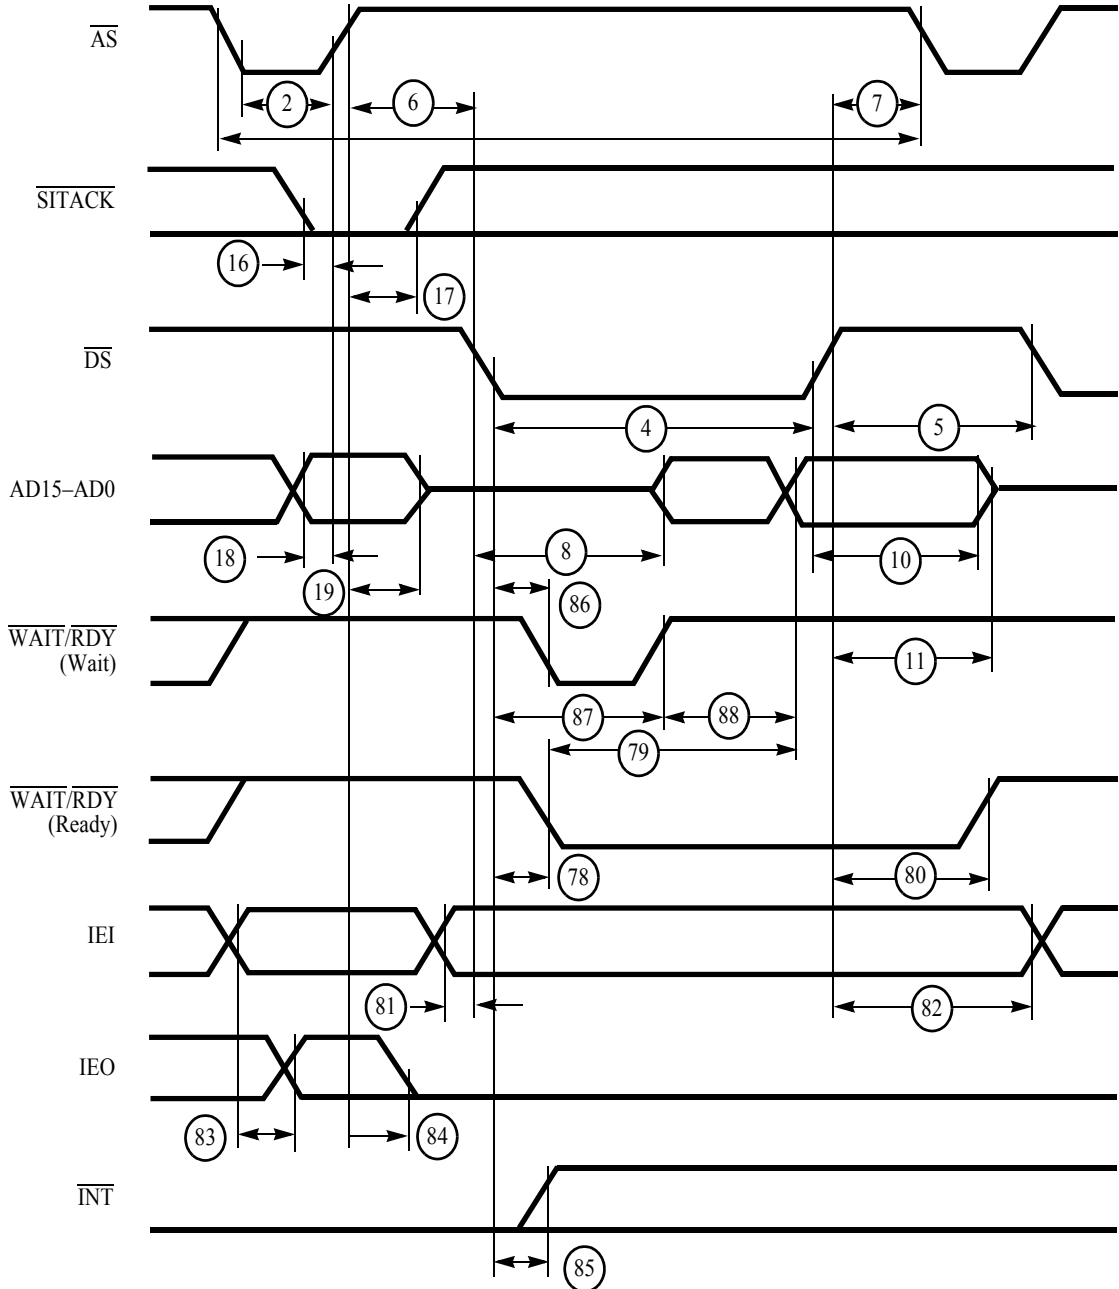 AS
2
6
7
SITACK
16
17
DS
4
5
AD15–AD0
18
8
10
19
86
WAIT/RDY
(Wait)
11
87
88
79
WAIT/RDY
(Ready)
78
80
IEI
81
82
IEO
83
84
INT
85